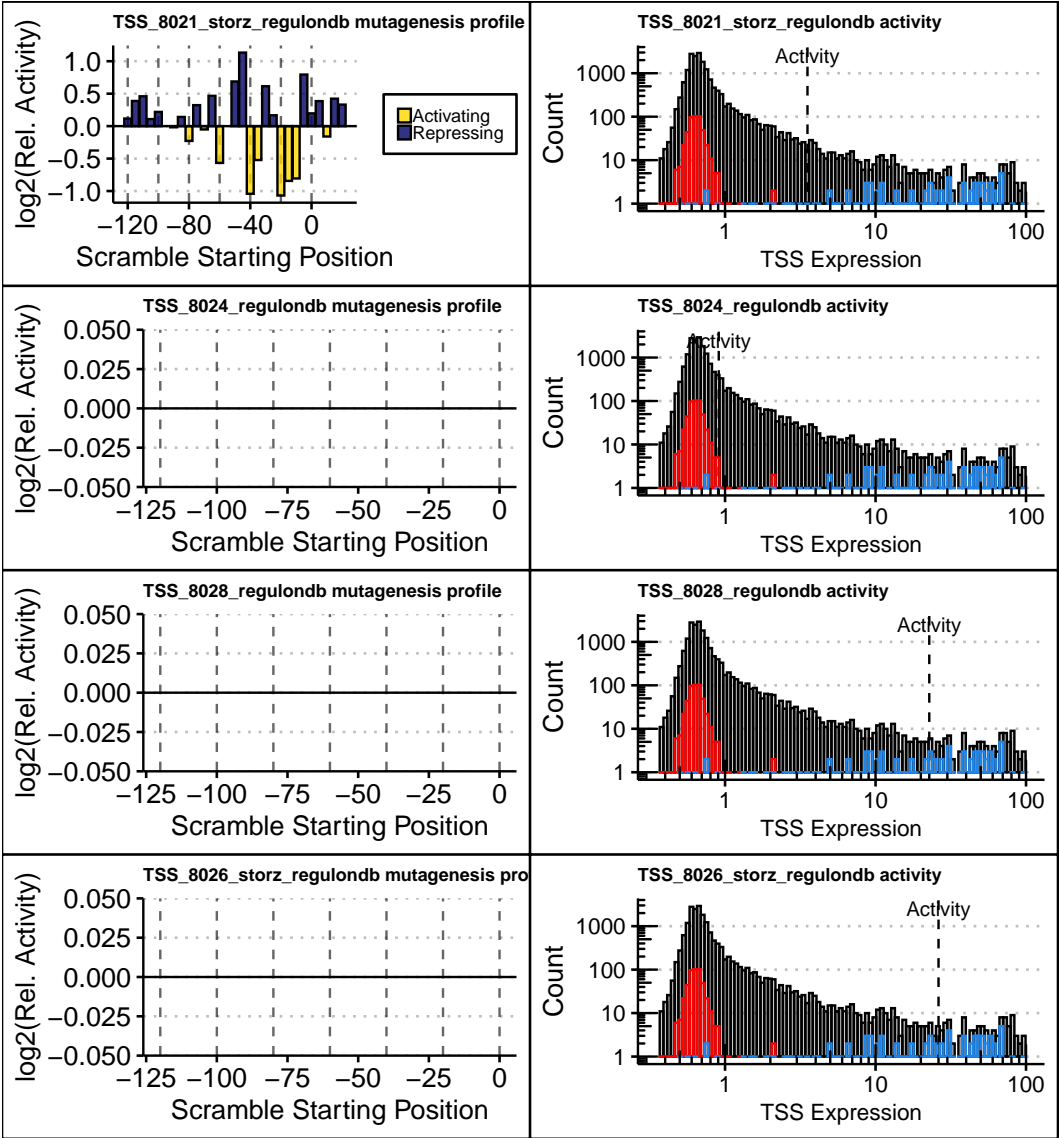 TSS_8021_storz_regulondb mutagenesis profile
log2(Rel. Activity)
1.0
0.5
0.0
−0.5
−1.0
−120
−80
−40
0
Scramble Starting Position
Activating
Repressing
TSS_8021_storz_regulondb activity
Activity
Count
1000
100
10
1
1
10
100
TSS Expression
TSS_8024_regulondb mutagenesis profile
log2(Rel. Activity)
0.050
0.025
0.000
−0.025
−0.050
−125
−100
−75
−50
−25
0
Scramble Starting Position
TSS_8024_regulondb activity
Activity
Count
1000
100
10
1
1
10
100
TSS Expression
TSS_8028_regulondb mutagenesis profile
log2(Rel. Activity)
0.050
0.025
0.000
−0.025
−0.050
−125
−100
−75
−50
−25
0
Scramble Starting Position
TSS_8028_regulondb activity
Activity
Count
1000
100
10
1
1
10
100
TSS Expression
TSS_8026_storz_regulondb mutagenesis pro
log2(Rel. Activity)
0.050
0.025
0.000
−0.025
−0.050
−125
−100
−75
−50
−25
0
Scramble Starting Position
TSS_8026_storz_regulondb activity
Activity
Count
1000
100
10
1
1
10
100
TSS Expression